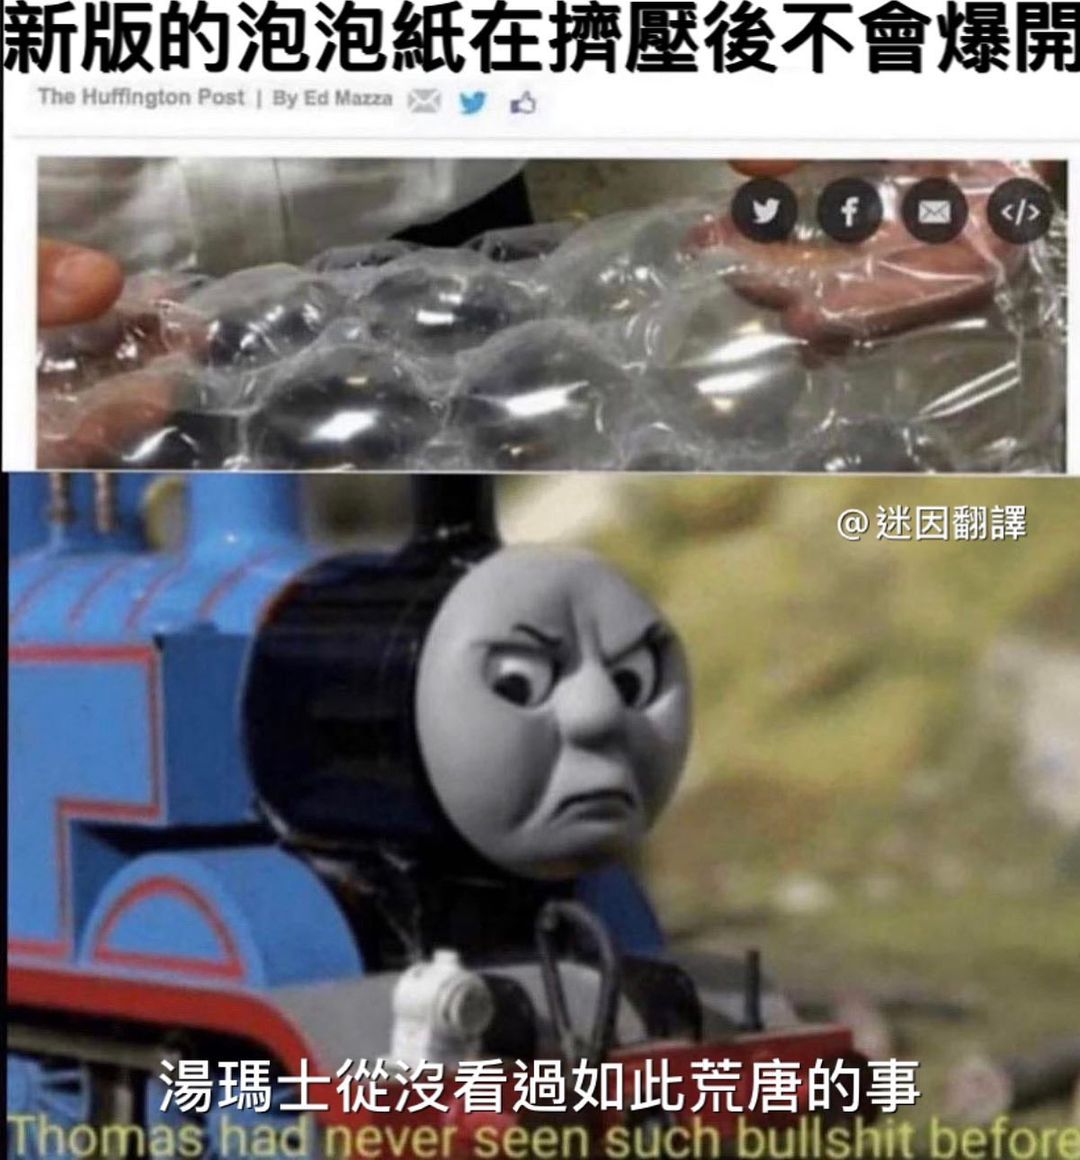 新版的泡泡紙在擠壓後不會爆開
The Huffington Post | By Ed Mazza
@迷因翻譯
湯瑪士從沒看過如此荒唐的事
Thomas had never seen such bullshit before